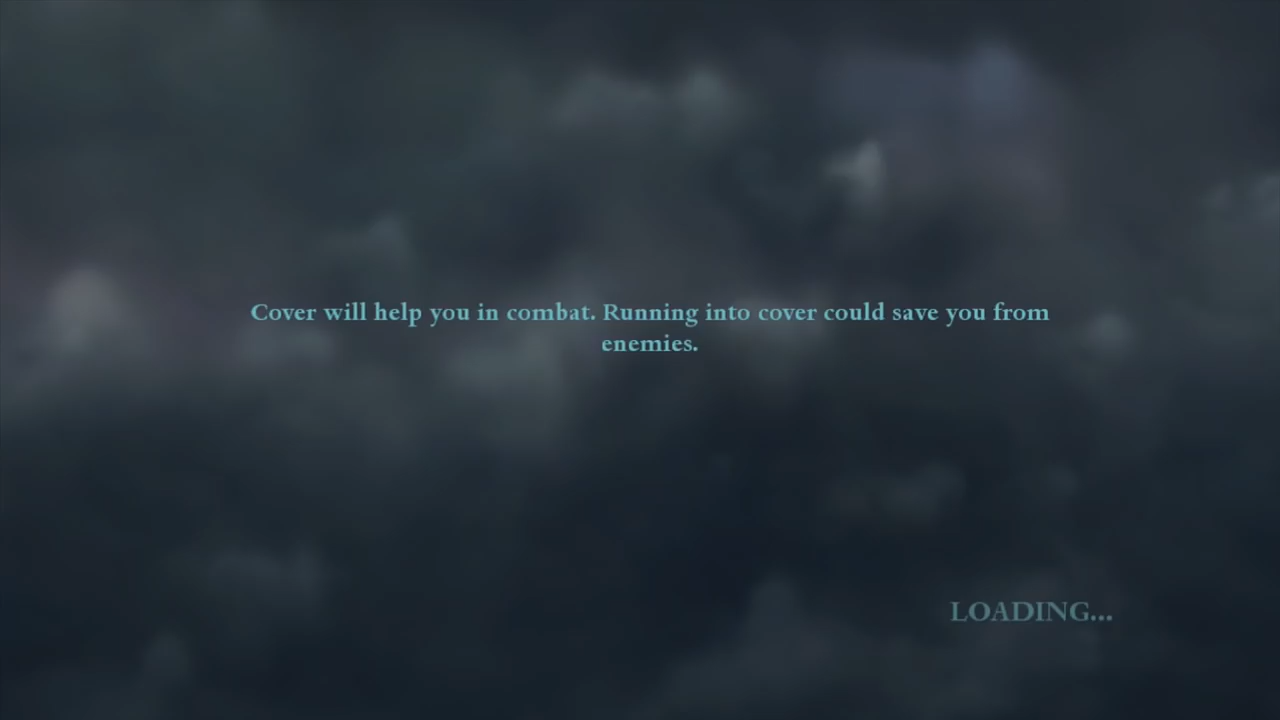 Cover will help you in combat. Running into cover could save you from
enemies.
LOADING...